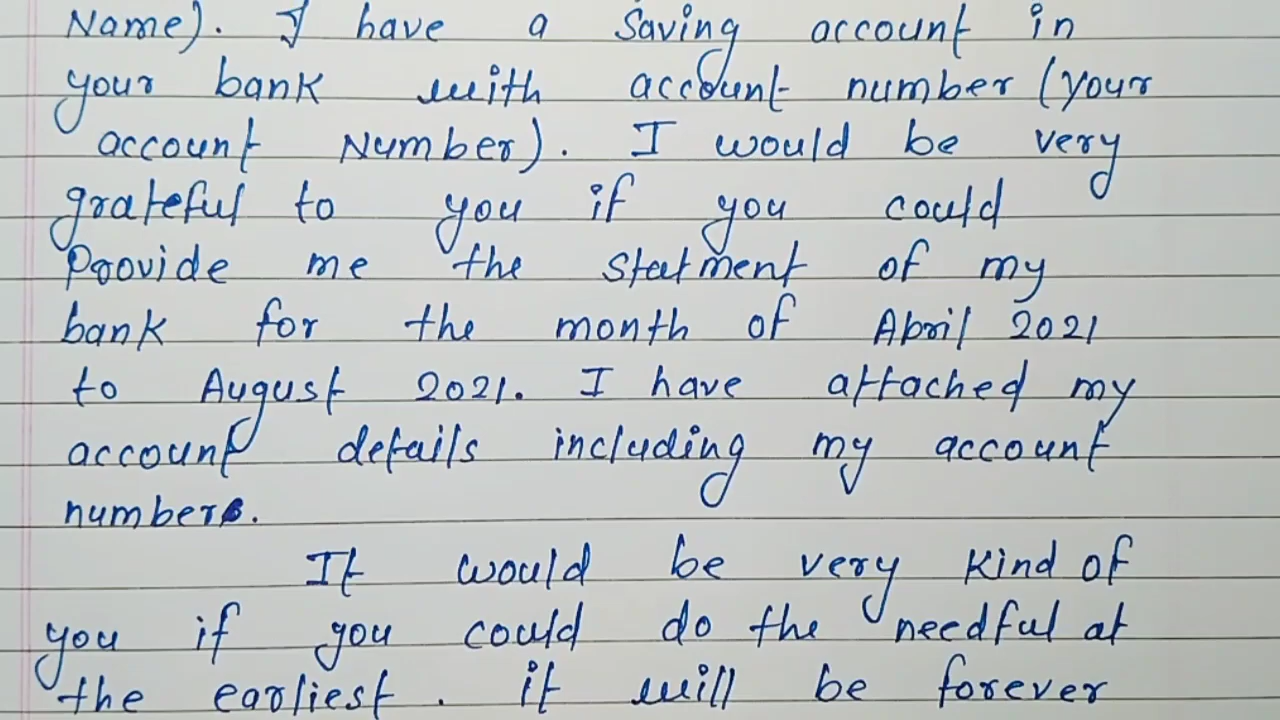 Name). I have a Saving account in
your bank with account number (your
account Number). I would be very
grateful to you if you could
Provide me the Statment of my
bank for the month of April 2021
to August 2021. I have attached my
account details including my account
numbers.
It would be very kind of
you if you could do the needful at
the earliest. it will be forever